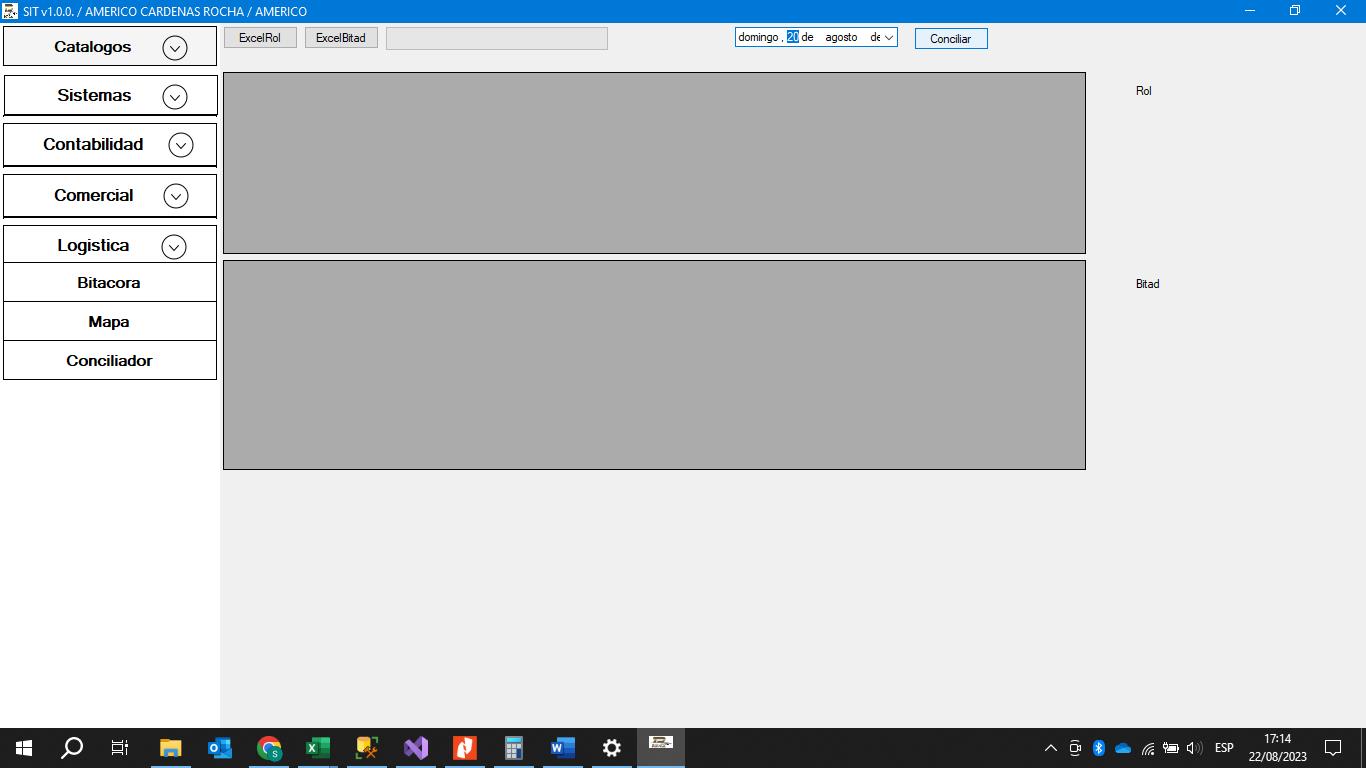 SIT v1.0.0. / AMERICO CARDENAS ROCHA / AMERICO
Catalogos
ExcelRol
ExcelBitad
domingo , 20 de agosto de
Conciliar
Sistemas
Rol
Contabilidad
Comercial
Logistica
Bitacora
Bitad
Mapa
Conciliador
ESP
17:14
22/08/2023